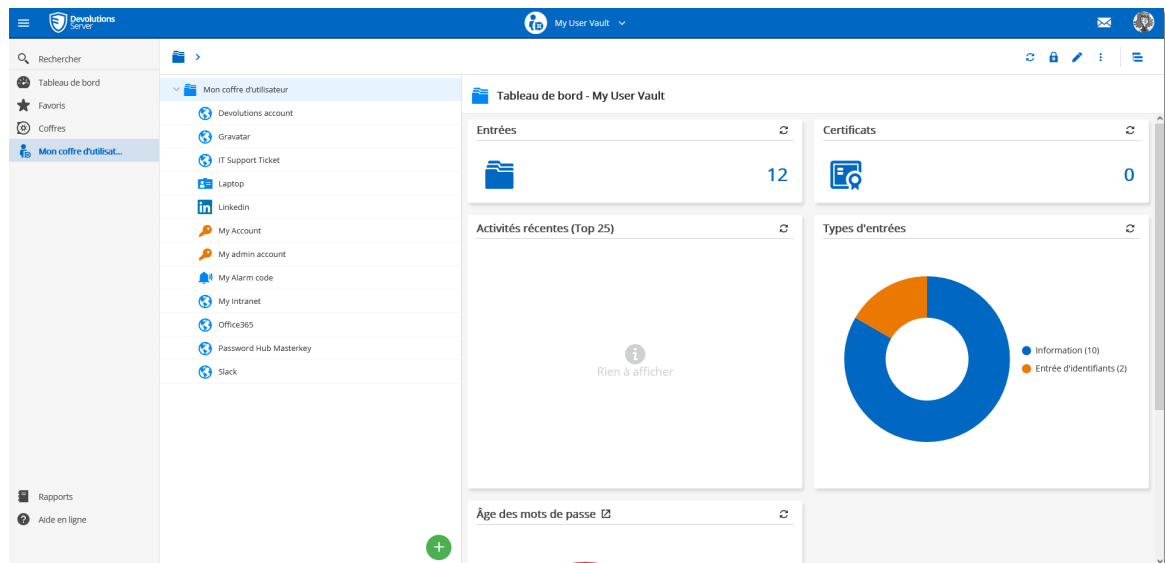 Devolutions
Server
My User Vault
Rechercher
Tableau de bord
Favoris
Coffres
Mon coffre d'utilisat...
Rapports
Aide en ligne
Mon coffre d'utilisateur
Devolutions account
Gravatar
IT Support Ticket
Laptop
in Linkedin
My Account
My admin account
My Alarm code
My Intranet
Office365
Password Hub Masterkey
Slack
Tableau de bord - My User Vault
Entrées
12
Certificats
0
Activités récentes (Top 25)
Rien à afficher
Types d'entrées
Information (10)
Entrée d'identifiants (2)
Âge des mots de passe